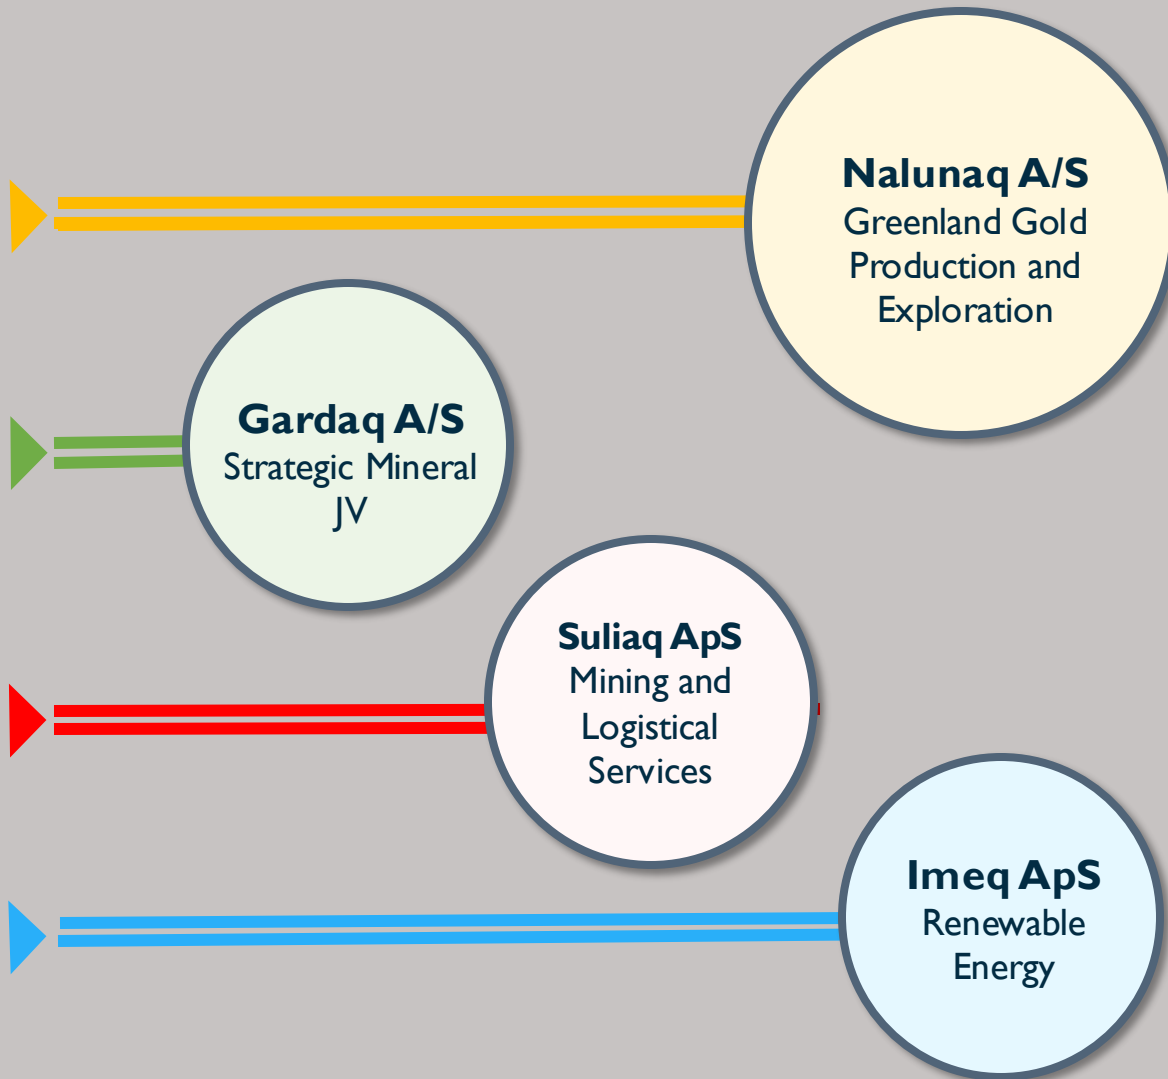 Nalunaq A/S
Greenland Gold
Production and
Exploration
Gardaq A/S
Strategic Mineral
JV
Suliaq ApS
Mining and
Logistical
Services
Imeq ApS
Renewable
Energy